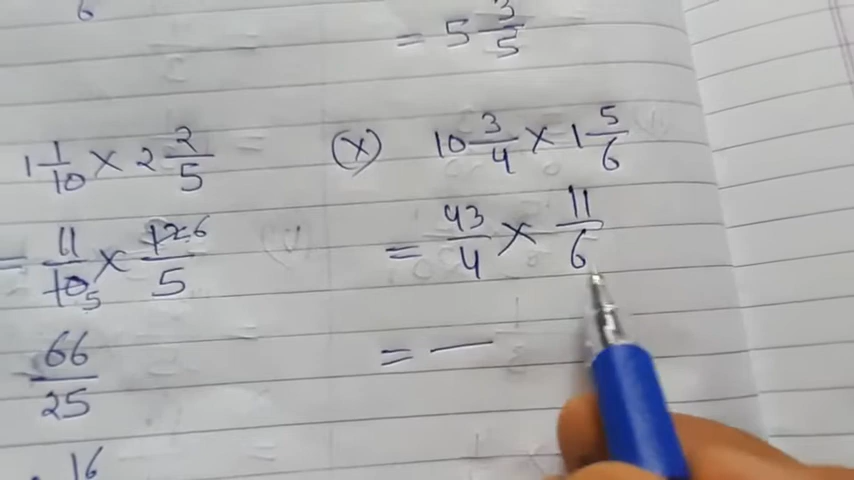 6
= 5 3/5
1 1/10 × 2 2/5
= 11/10 5 × 12 6/5
66/25
16
(x) 10 3/4 × 1 5/6
= 43/4 × 11/6
=